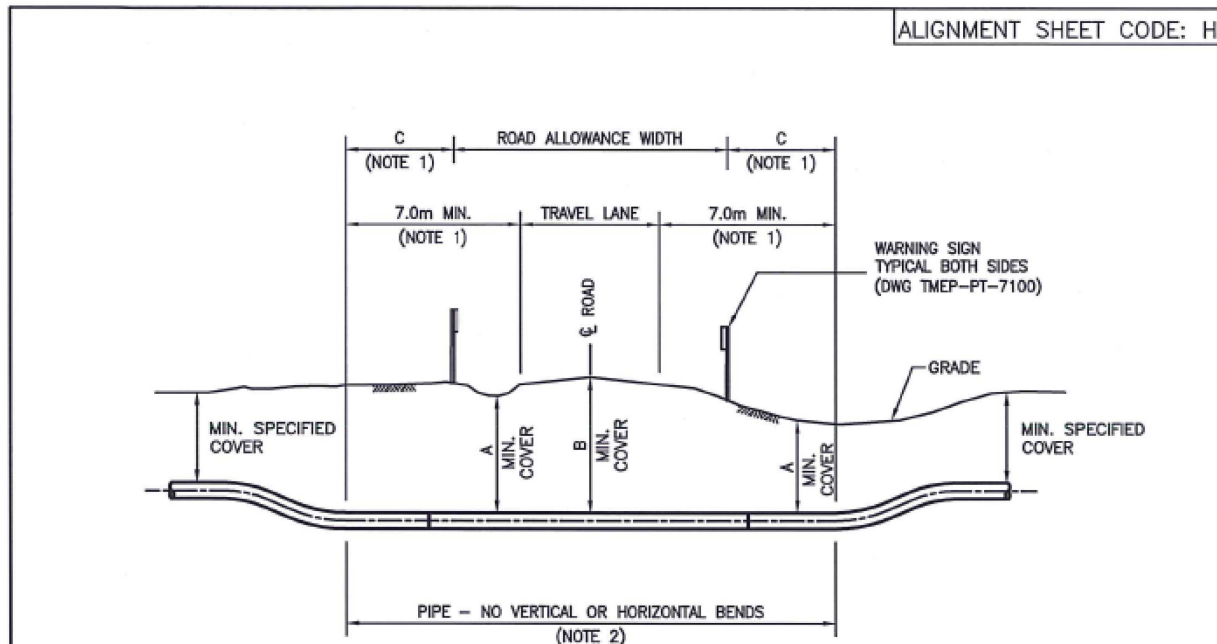 ALIGNMENT SHEET CODE: H
C
ROAD ALLOWANCE WIDTH
C
(NOTE 1)
(NOTE 1)
7.0m MIN.
TRAVEL LANE
7.0m MIN.
(NOTE 1)
(NOTE 1)
WARNING SIGN
TYPICAL BOTH SIDES
(DWG TMEP-PT-7100)
℄ ROAD
GRADE
MIN. SPECIFIED
COVER
A
MIN.
COVER
B
MIN.
COVER
A
MIN.
COVER
MIN. SPECIFIED
COVER
PIPE - NO VERTICAL OR HORIZONTAL BENDS
(NOTE 2)